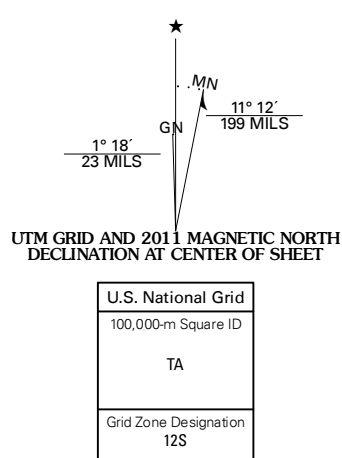 MN
11° 12´
199 MILS
GN
1° 18´
23 MILS
UTM GRID AND 2011 MAGNETIC NORTH
DECLINATION AT CENTER OF SHEET
U.S. National Grid
100,000-m Square ID
TA
Grid Zone Designation
12S